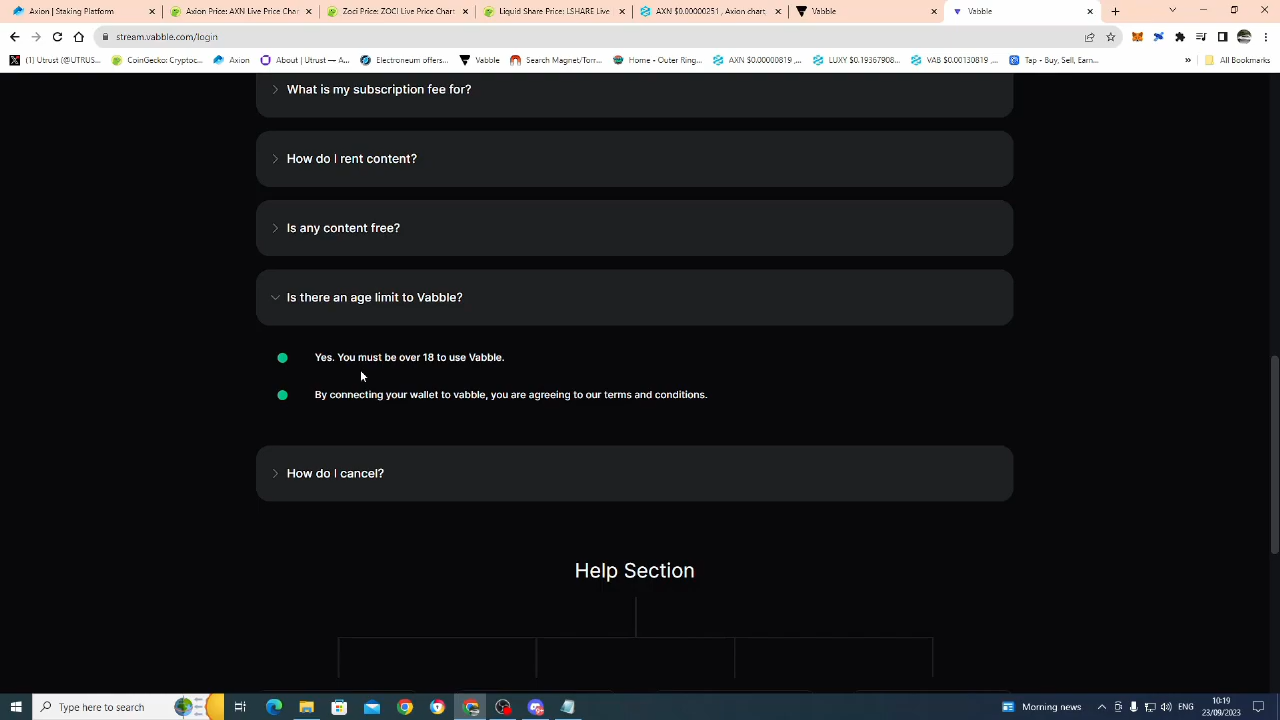 Axion | Staking Platform
Axion Price: AXN Live Price Char
Zoci Price: ZOCI Live Price Chart
Liquid Share Price: LSHARE Live
AXN $0.00000251 , Axion chart,
Vabble
Vabble
stream.vabble.com/login
(1) Utrust (@UTRUS...
CoinGecko: Cryptoc...
Axion
About | Utrust — A...
Electroneum offers...
Vabble
Search Magnet/Torr...
Home - Outer Ring...
AXN $0.00000819 ,...
LUXY $0.19367908...
VAB $0.00130819 ,...
Tap - Buy, Sell, Earn...
»
All Bookmarks
What is my subscription fee for?
How do I rent content?
Is any content free?
Is there an age limit to Vabble?
Yes. You must be over 18 to use Vabble.
By connecting your wallet to vabble, you are agreeing to our terms and conditions.
How do I cancel?
Help Section
Type here to search
Morning news
ENG
10:19
23/09/2023